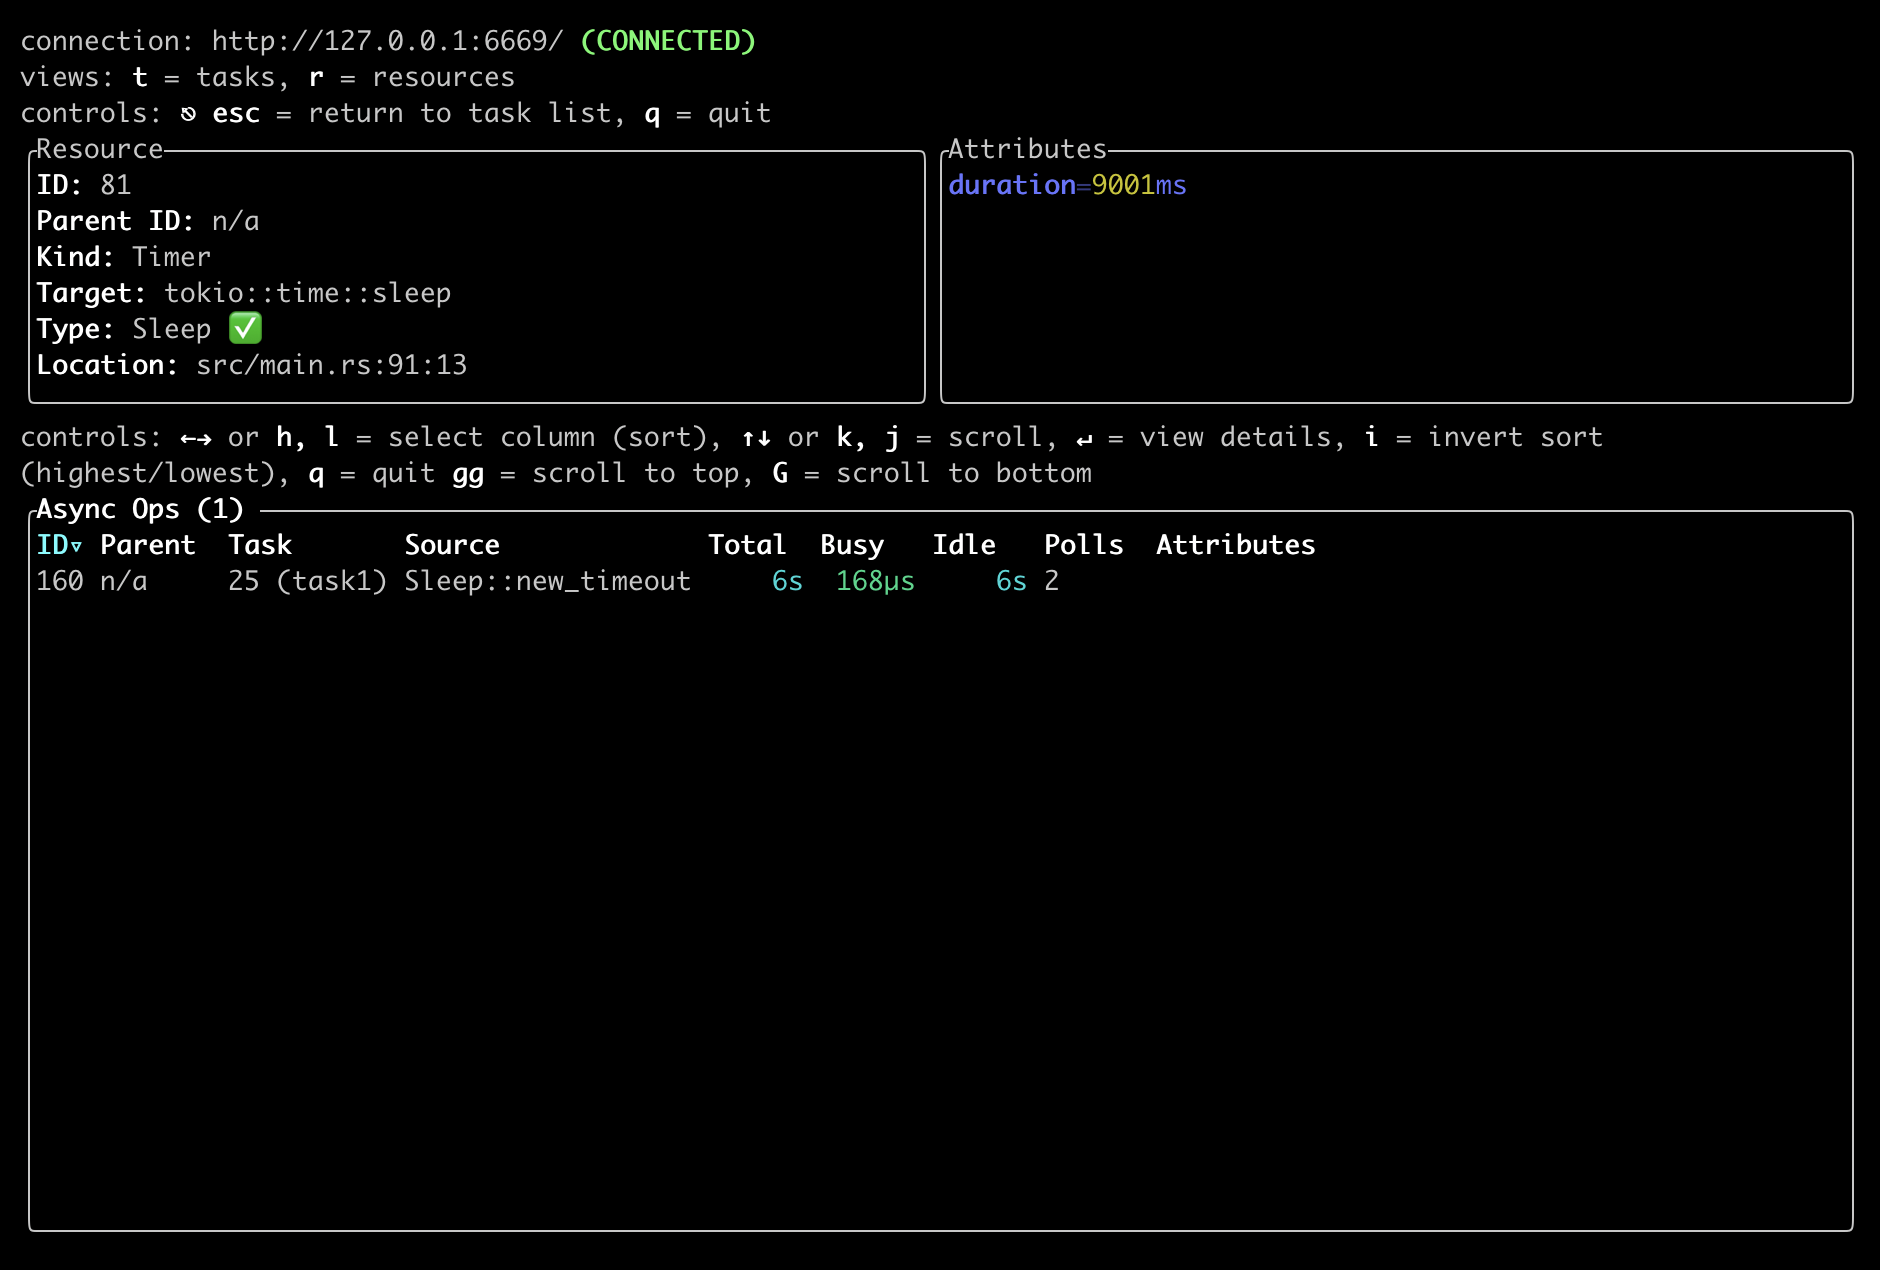 connection: http://127.0.0.1:6669/ (CONNECTED)
views: t = tasks, r = resources
controls: ⎋ esc = return to task list, q = quit
Resource
ID: 81
Parent ID: n/a
Kind: Timer
Target: tokio::time::sleep
Type: Sleep ✅
Location: src/main.rs:91:13
Attributes
duration=9001ms
controls: ←→ or h, l = select column (sort), ↑↓ or k, j = scroll, ↵ = view details, i = invert sort
(highest/lowest), q = quit gg = scroll to top, G = scroll to bottom
Async Ops (1)
ID▿ Parent Task Source Total Busy Idle Polls Attributes
160 n/a 25 (task1) Sleep::new_timeout 6s 168µs 6s 2